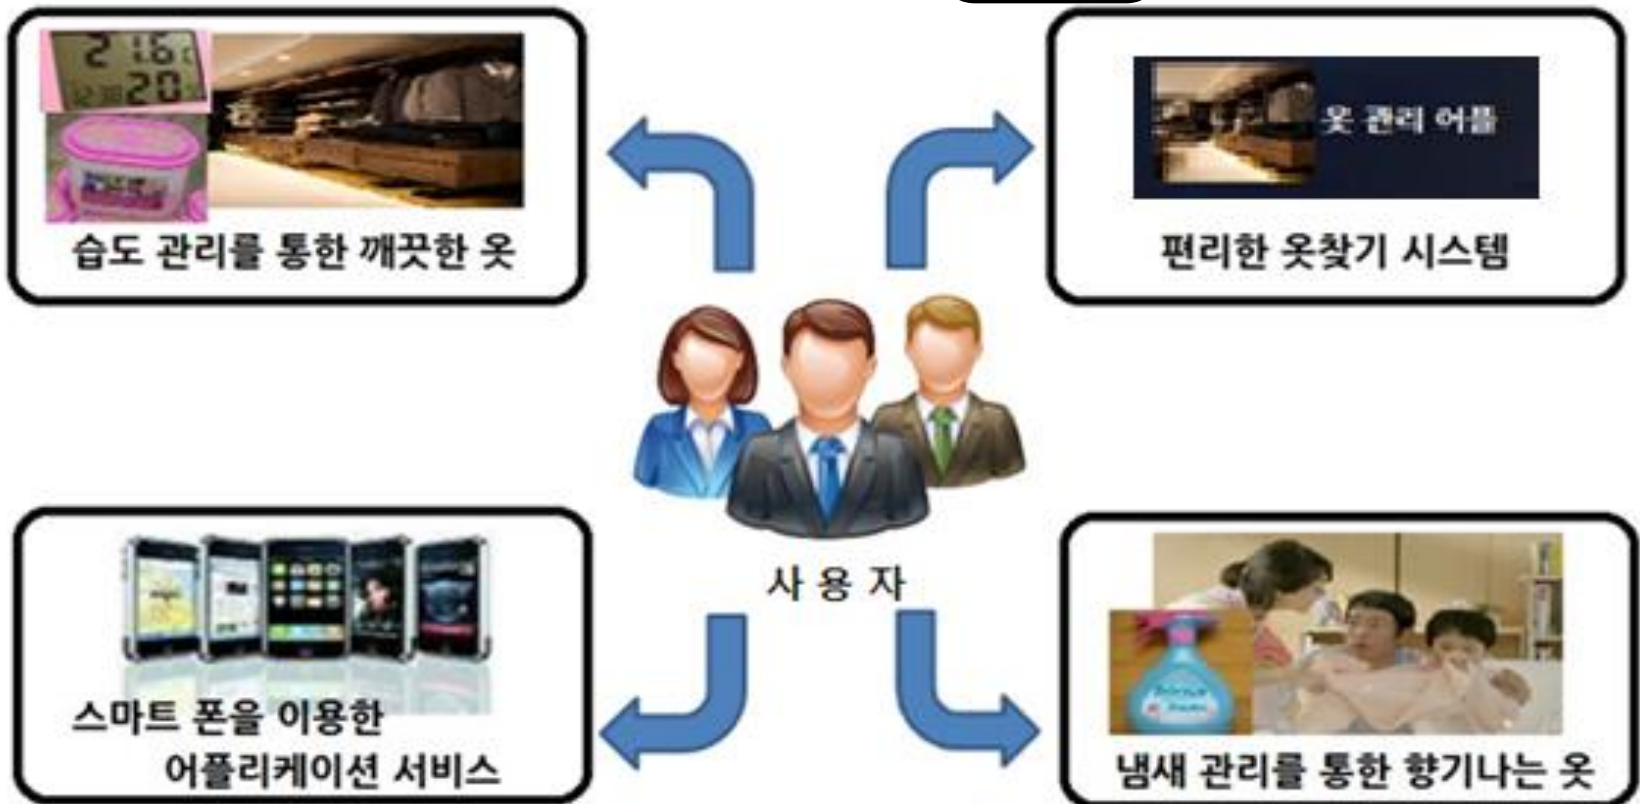 21.6c
20
습도 관리를 통한 깨끗한 옷
옷 관리 어플
편리한 옷찾기 시스템
사 용 자
스마트 폰을 이용한
어플리케이션 서비스
냄새 관리를 통한 향기나는 옷